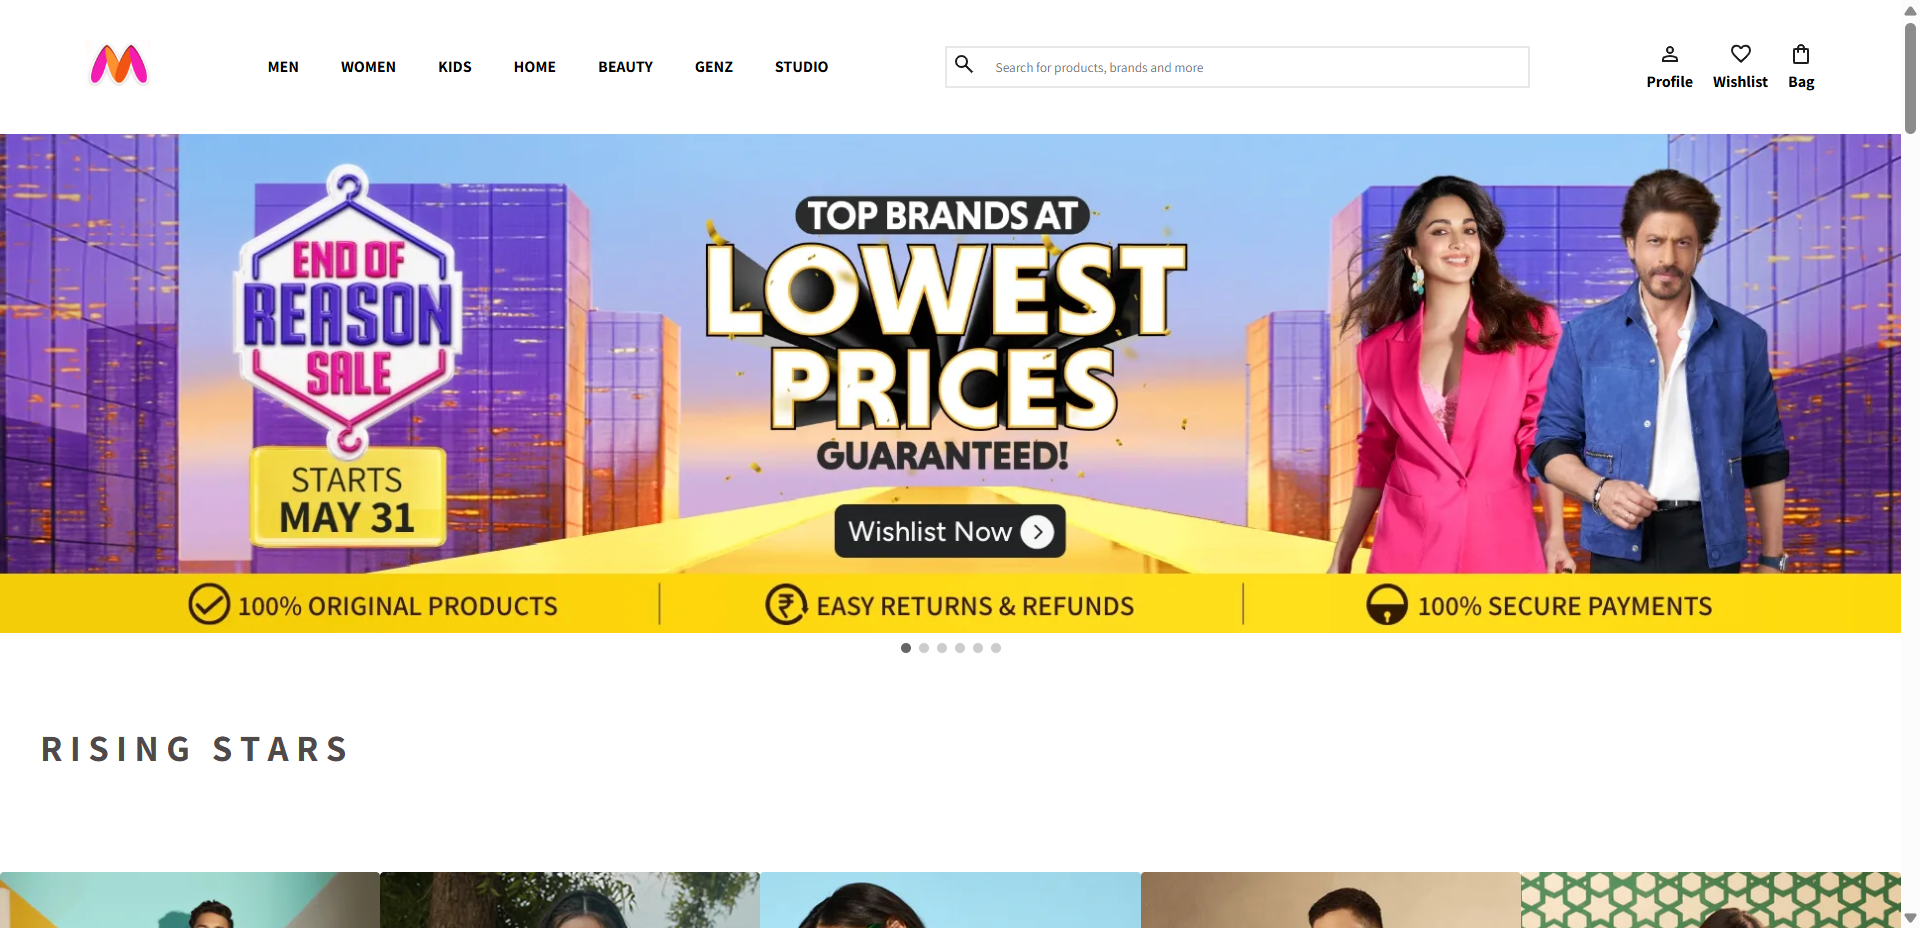 MEN
WOMEN
KIDS
HOME
BEAUTY
GENZ
STUDIO
Search for products, brands and more
Profile
Wishlist
Bag
END OF
REASON
SALE
STARTS
MAY 31
TOP BRANDS AT
LOWEST
PRICES
GUARANTEED!
Wishlist Now
100% ORIGINAL PRODUCTS
EASY RETURNS & REFUNDS
100% SECURE PAYMENTS
RISING STARS